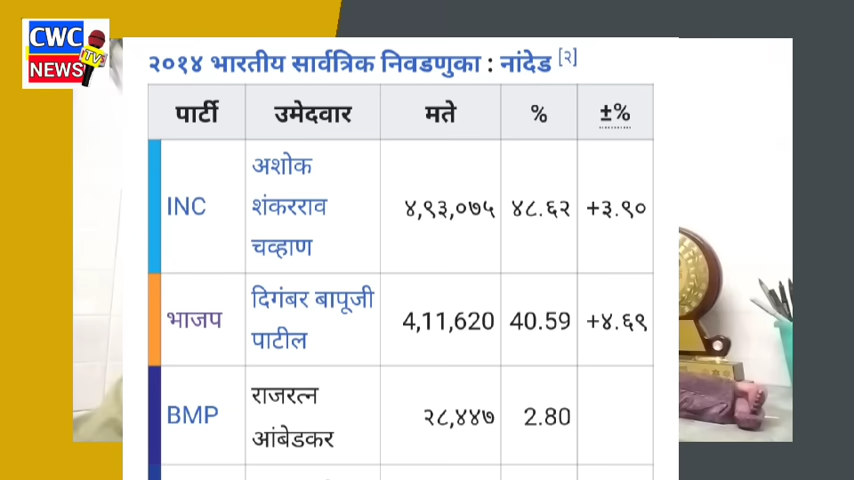 CWC
iTVe
NEWS
२०१४ भारतीय सार्वत्रिक निवडणुका : नांदेड [२]
पार्टी उमेदवार मते % ±%
INC अशोक शंकरराव चव्हाण ४,९३,०७५ ४८.६२ +३.९०
भाजप दिगंबर बापूजी पाटील 4,11,620 40.59 +४.६९
BMP राजरत्न आंबेडकर २८,४४७ 2.80